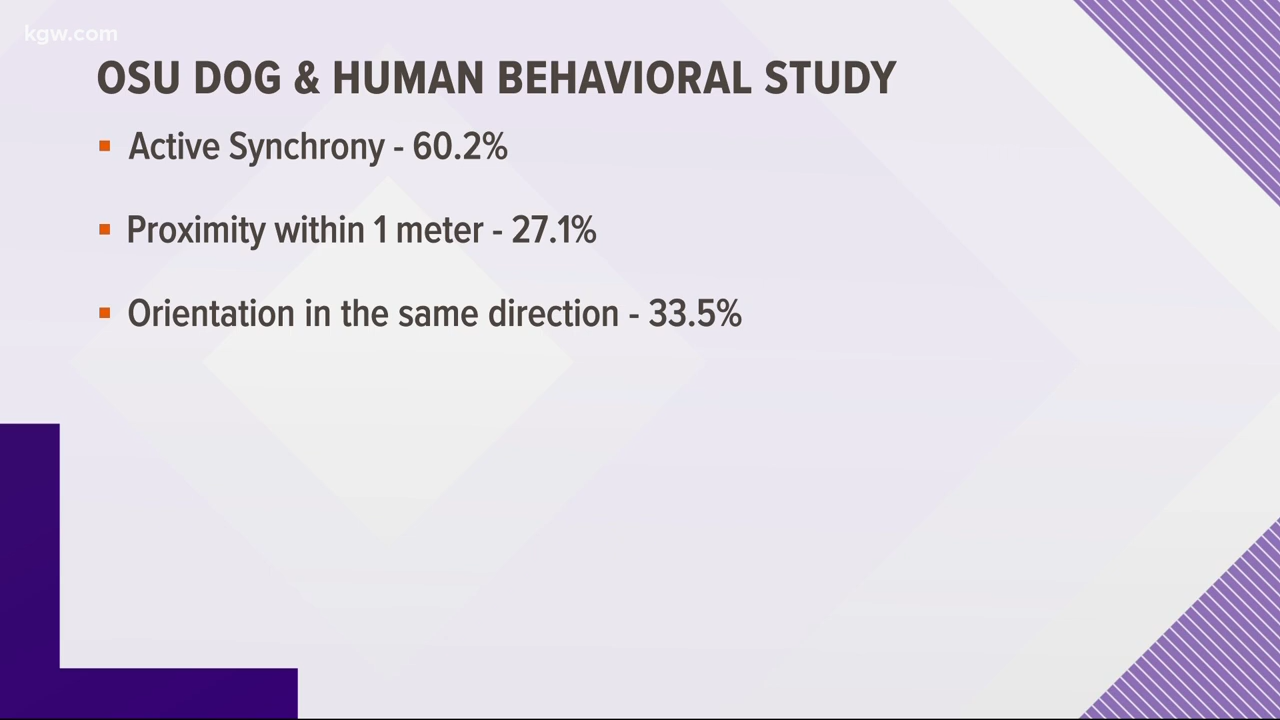 kgw.com
OSU DOG & HUMAN BEHAVIORAL STUDY
▪ Active Synchrony - 60.2%
▪ Proximity within 1 meter - 27.1%
▪ Orientation in the same direction - 33.5%